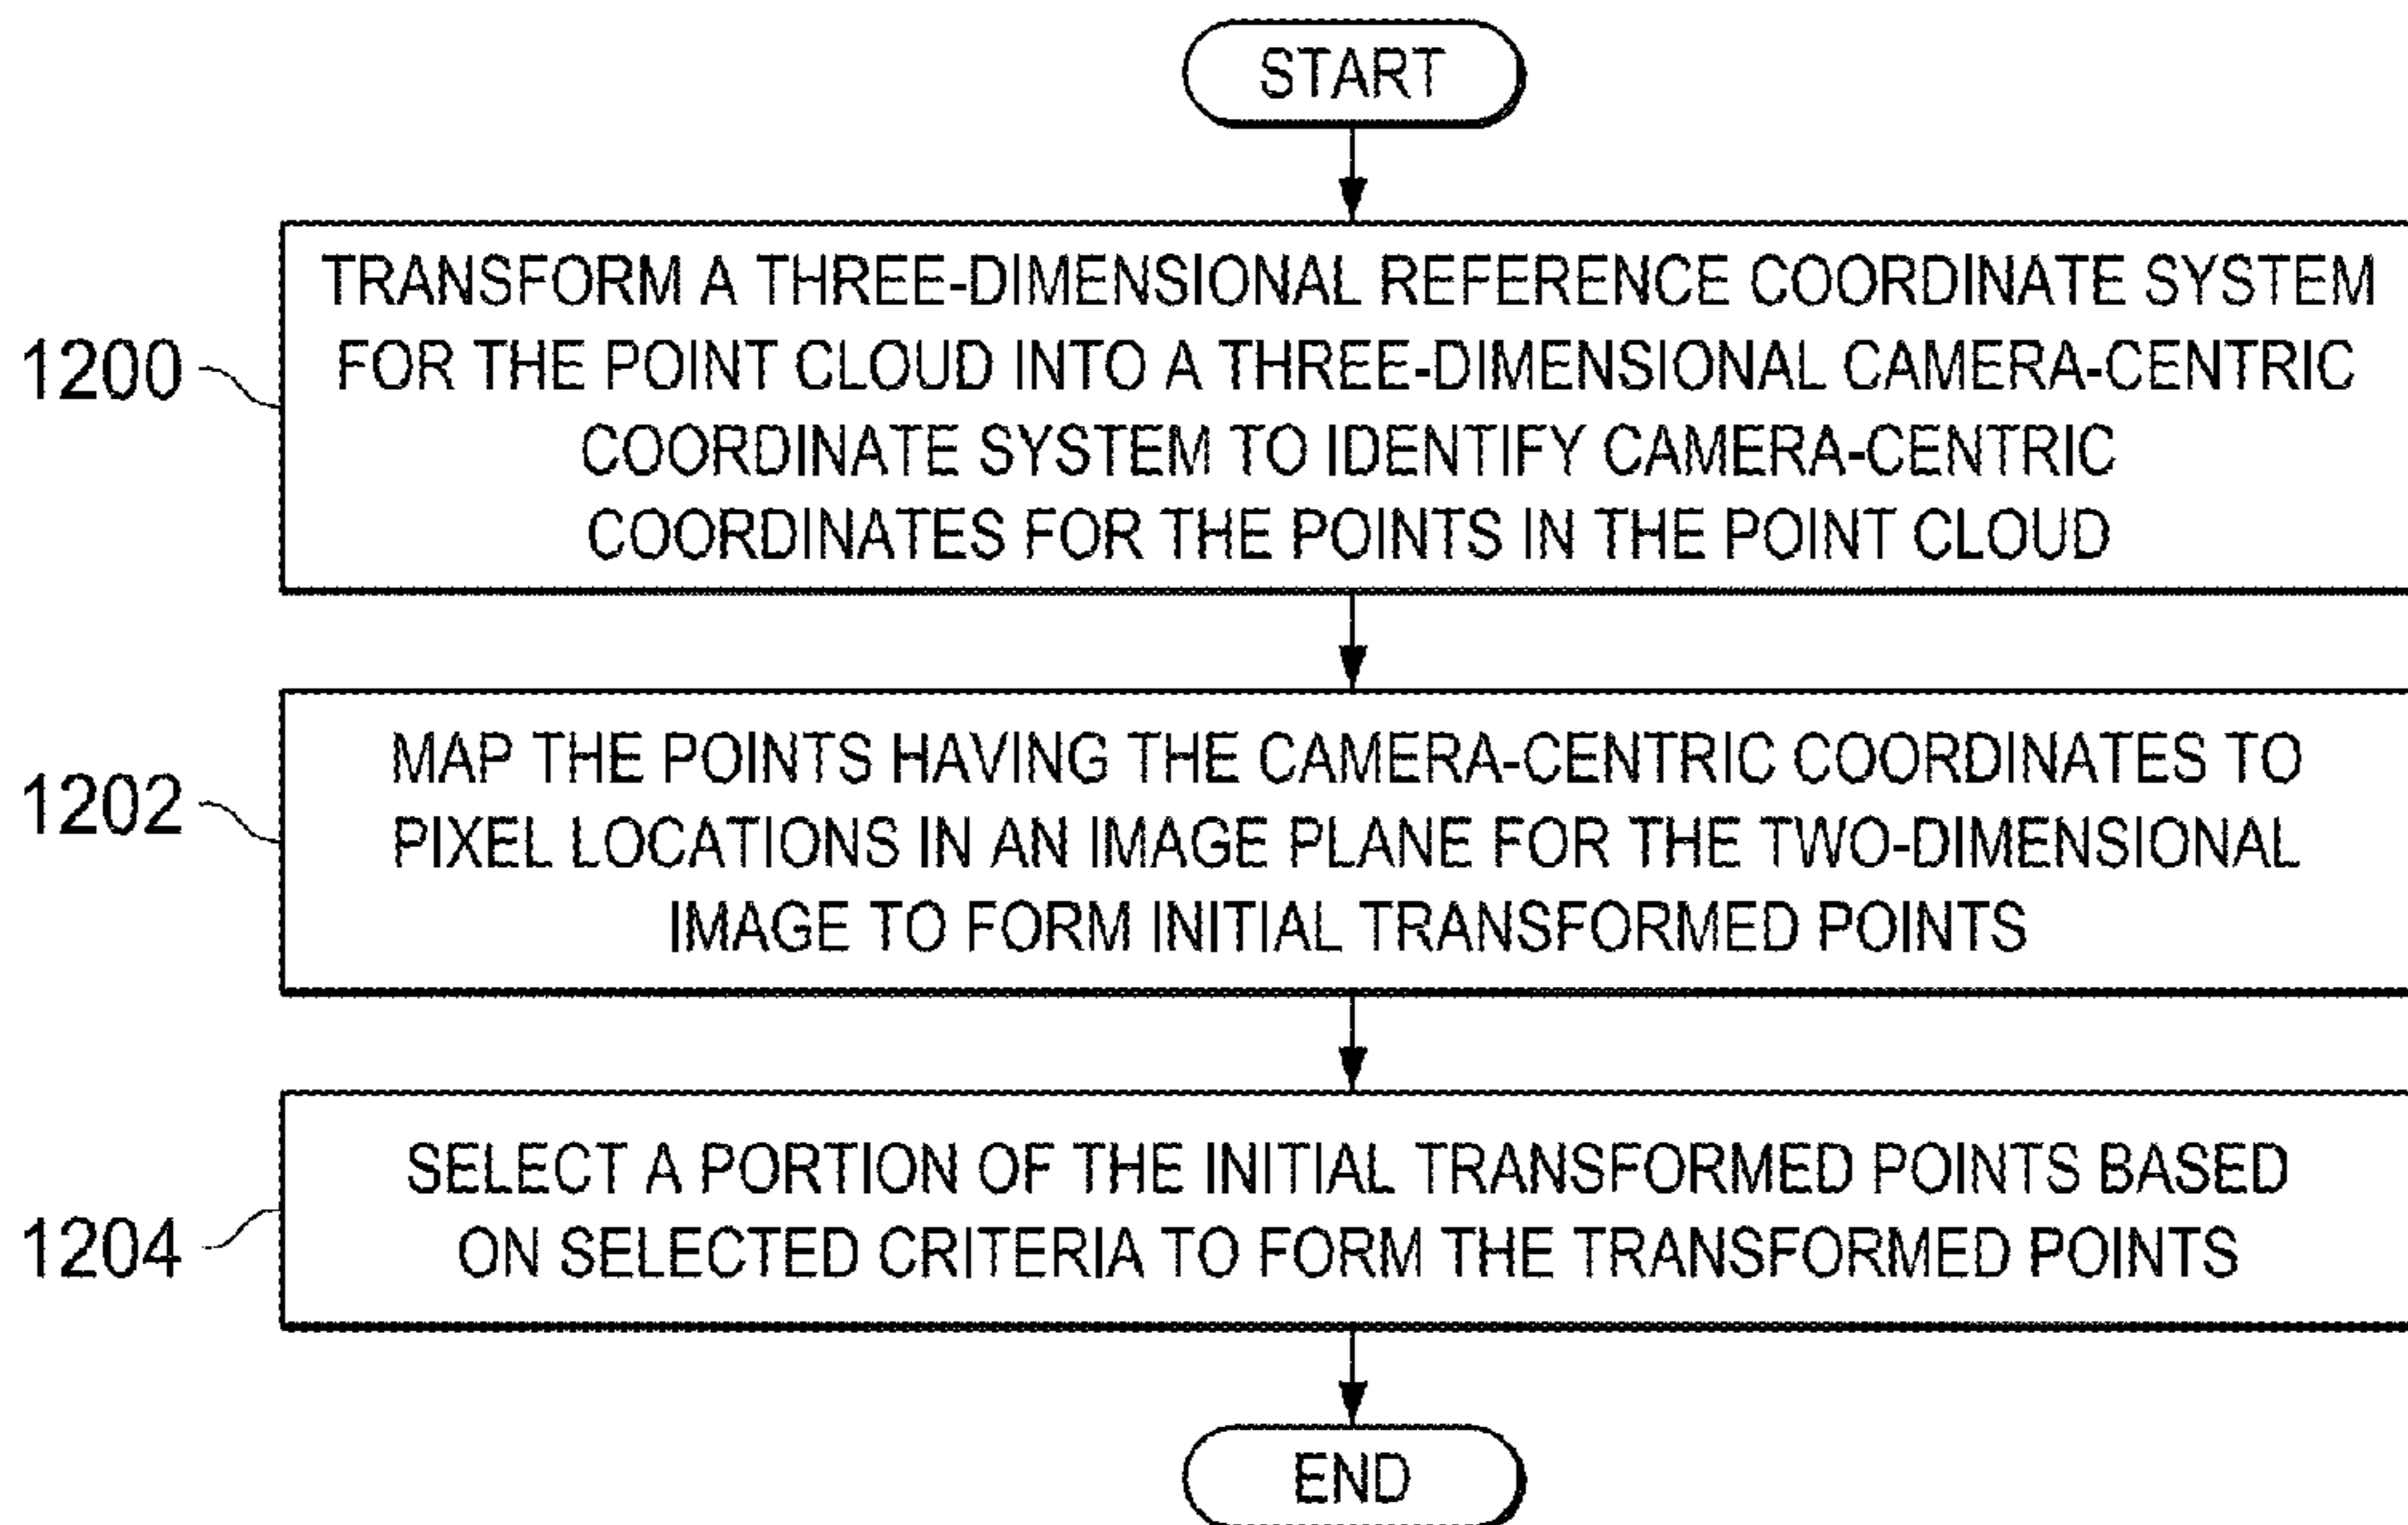 START
1200
TRANSFORM A THREE-DIMENSIONAL REFERENCE COORDINATE SYSTEM
FOR THE POINT CLOUD INTO A THREE-DIMENSIONAL CAMERA-CENTRIC
COORDINATE SYSTEM TO IDENTIFY CAMERA-CENTRIC
COORDINATES FOR THE POINTS IN THE POINT CLOUD
1202
MAP THE POINTS HAVING THE CAMERA-CENTRIC COORDINATES TO
PIXEL LOCATIONS IN AN IMAGE PLANE FOR THE TWO-DIMENSIONAL
IMAGE TO FORM INITIAL TRANSFORMED POINTS
1204
SELECT A PORTION OF THE INITIAL TRANSFORMED POINTS BASED
ON SELECTED CRITERIA TO FORM THE TRANSFORMED POINTS
END